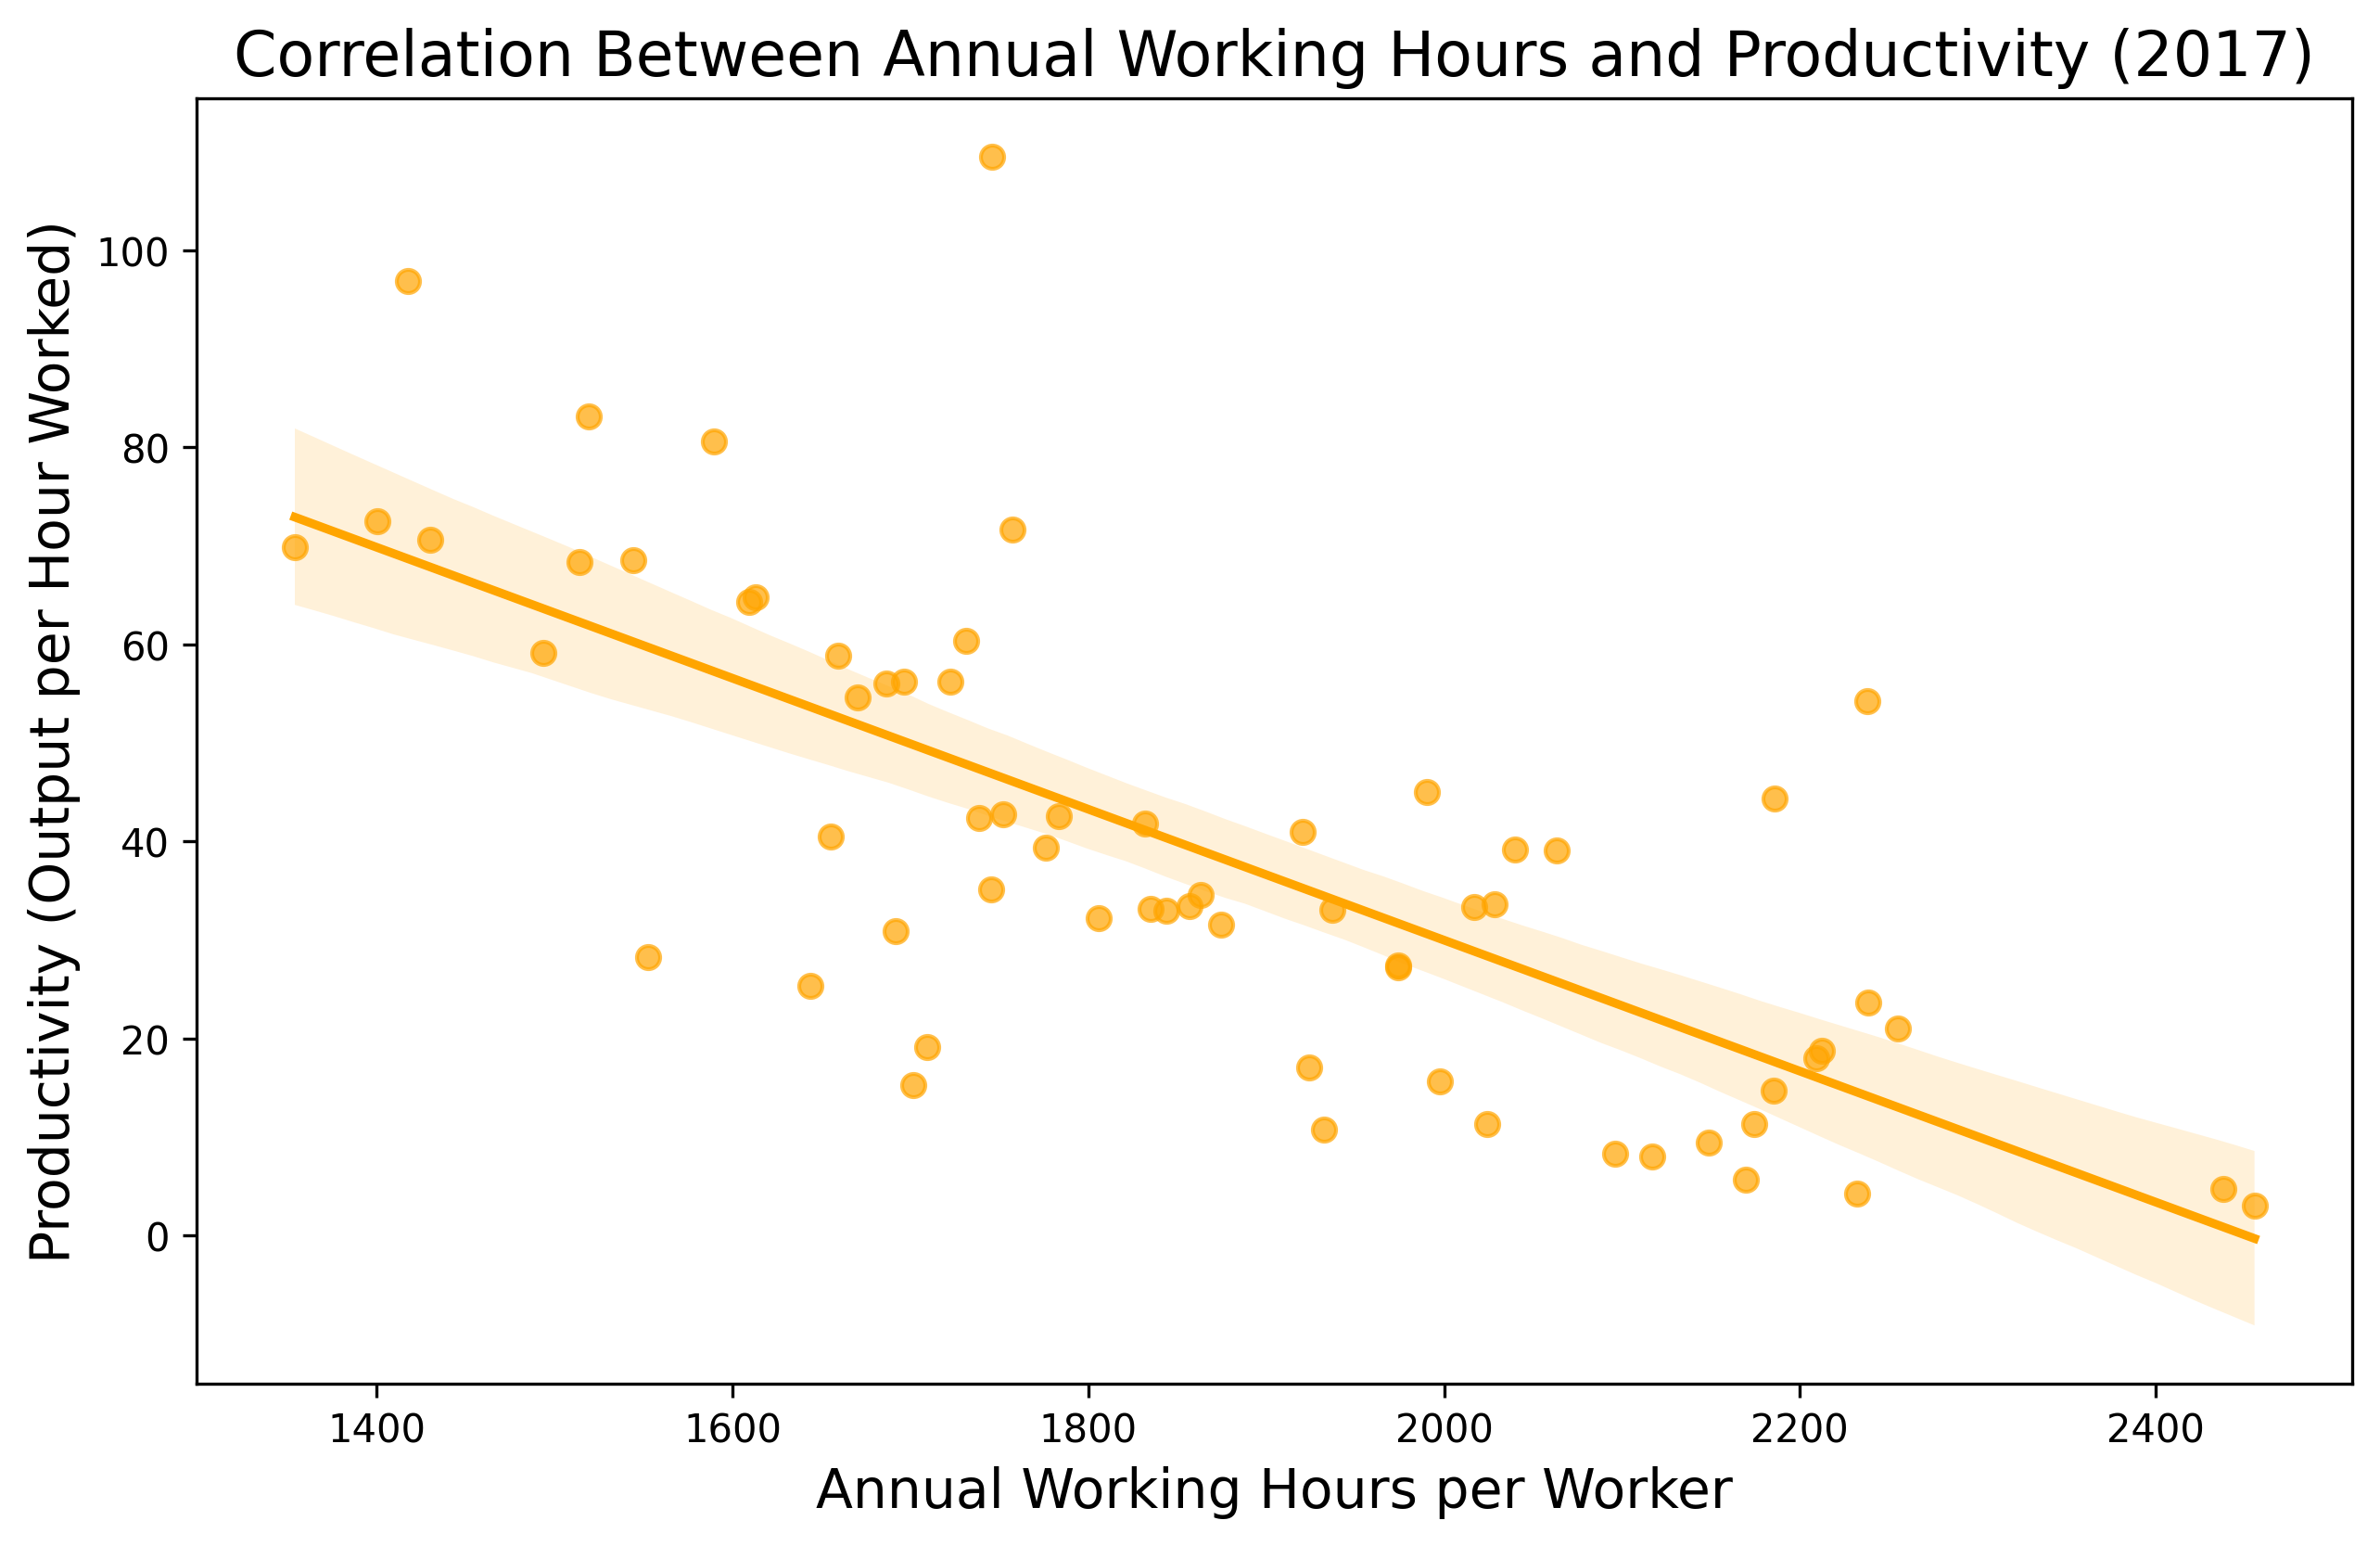 Correlation Between Annual Working Hours and Productivity (2017)
Productivity (Output per Hour Worked)
100
80
60
40
20
0
1400 1600 1800 2000 2200 2400
Annual Working Hours per Worker